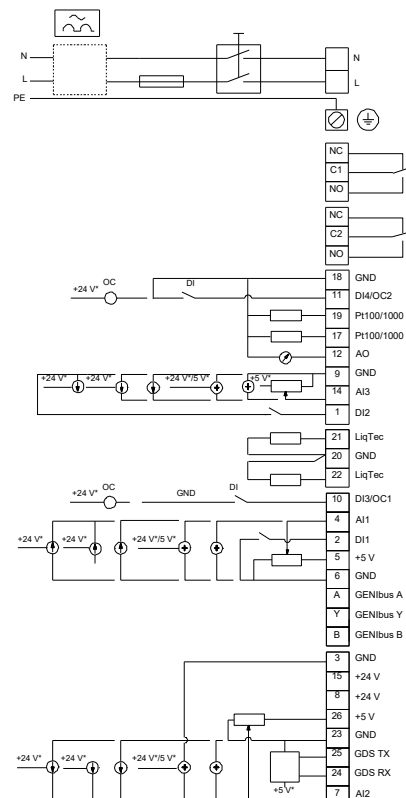 N
N
L
L
PE
NC
C1
NO
NC
C2
NO
18 GND
+24 V* OC DI 11 DI4/OC2
19 Pt100/1000
17 Pt100/1000
12 AO
9 GND
+24 V* +24 V* +24 V*/5 V* +5 V*
14 AI3
1 DI2
21 LiqTec
20 GND
22 LiqTec
+24 V* OC GND DI 10 DI3/OC1
4 AI1
+24 V* +24 V* +24 V*/5 V* 2 DI1
5 +5 V
6 GND
A GENIbus A
Y GENIbus Y
B GENIbus B
3 GND
15 +24 V
8 +24 V
26 +5 V
23 GND
+24 V* +24 V* +24 V*/5 V* 25 GDS TX
24 GDS RX
+5 V* 7 AI2